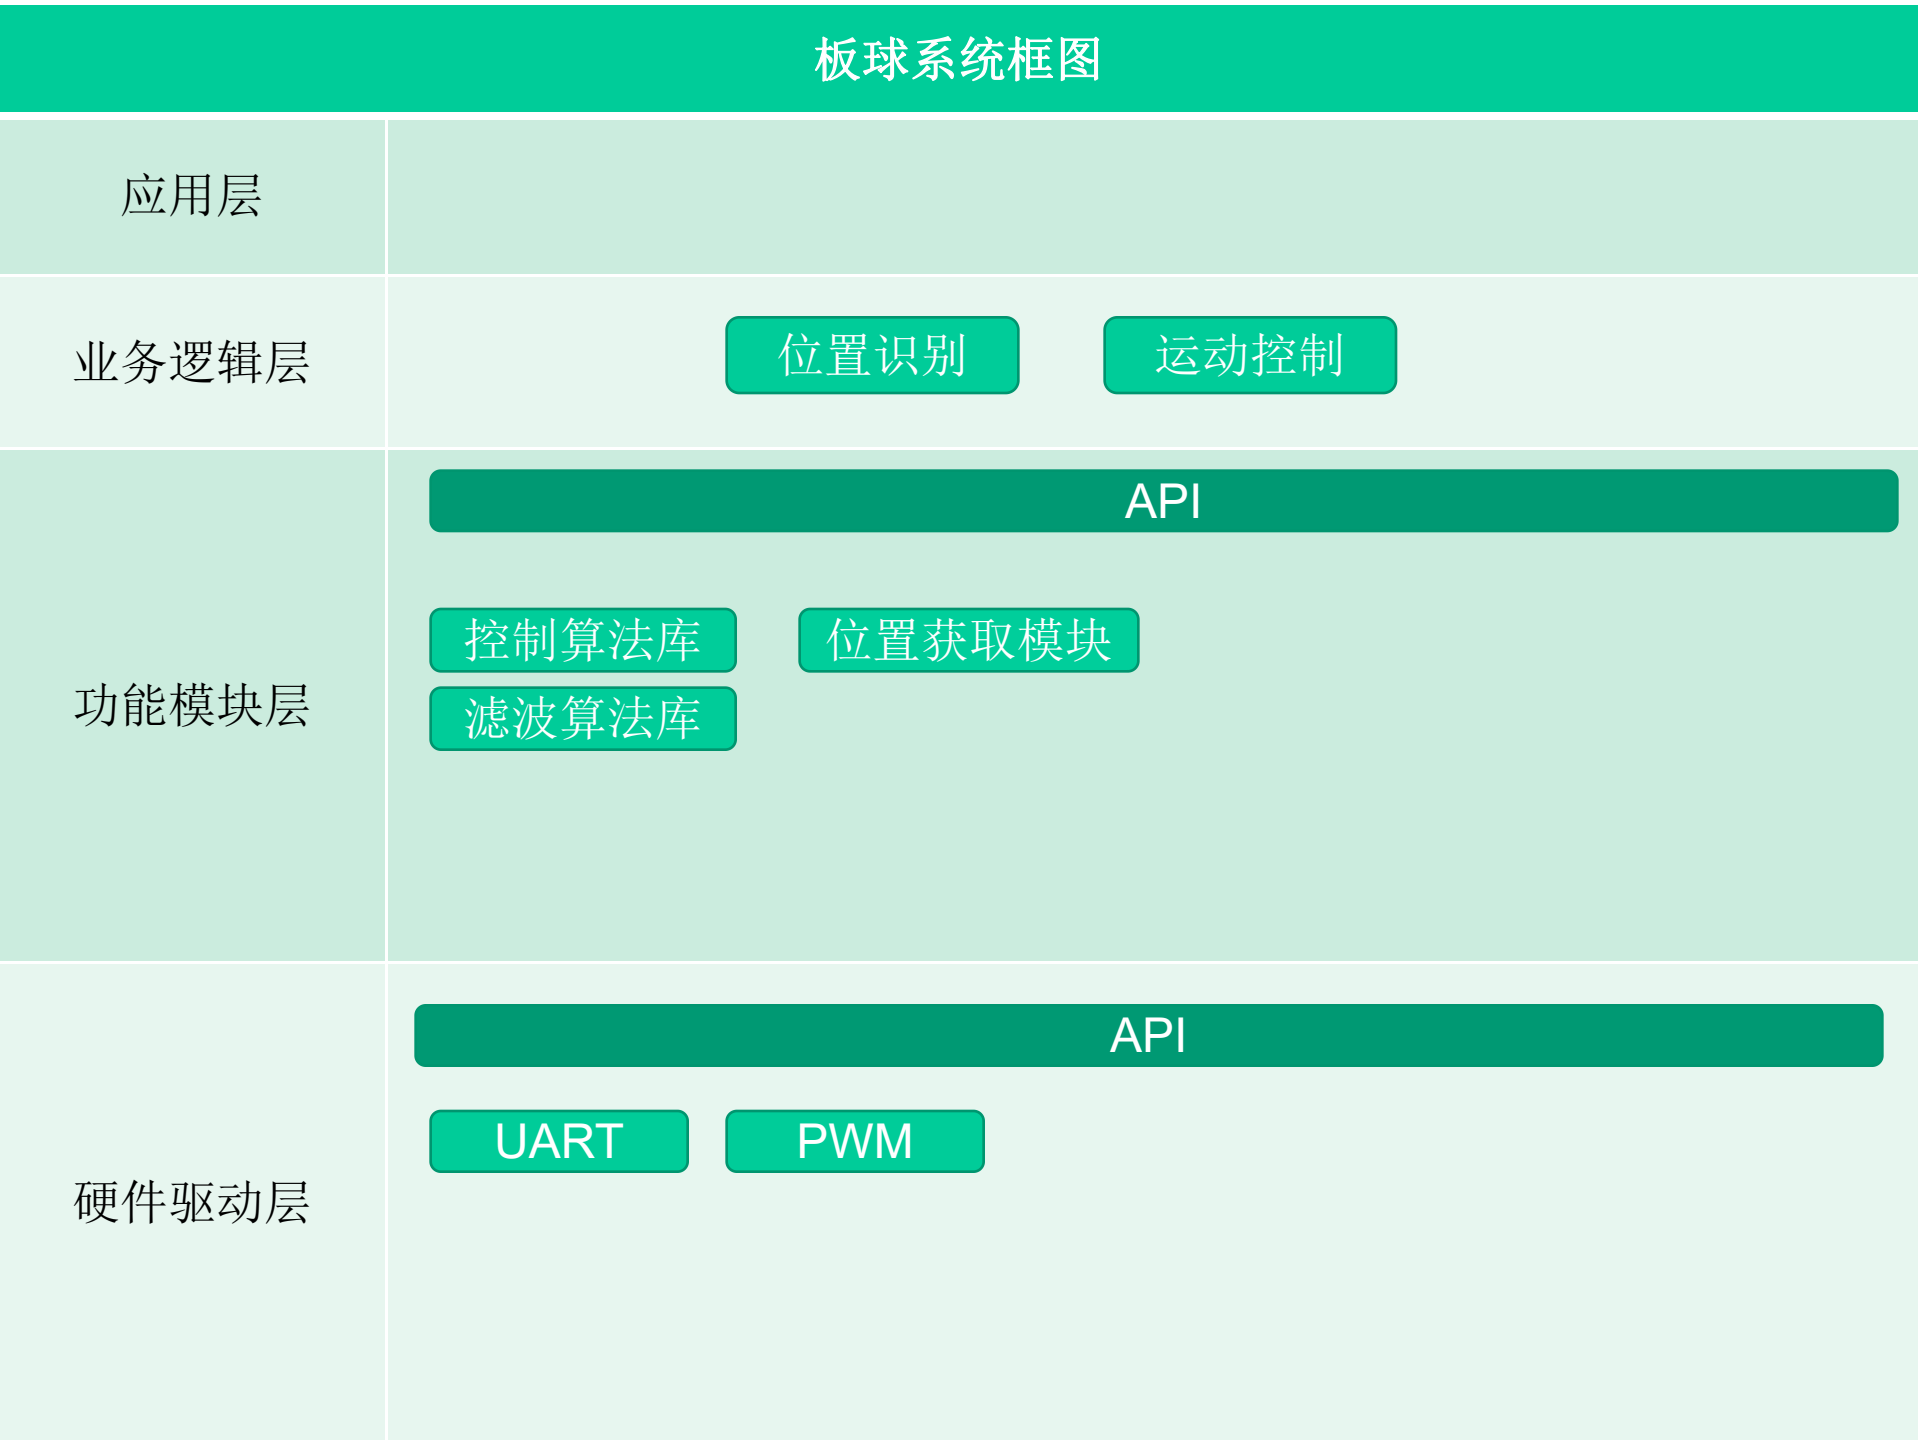 板球系统框图
应用层
业务逻辑层
位置识别
运动控制
功能模块层
API
控制算法库
位置获取模块
滤波算法库
硬件驱动层
API
UART
PWM